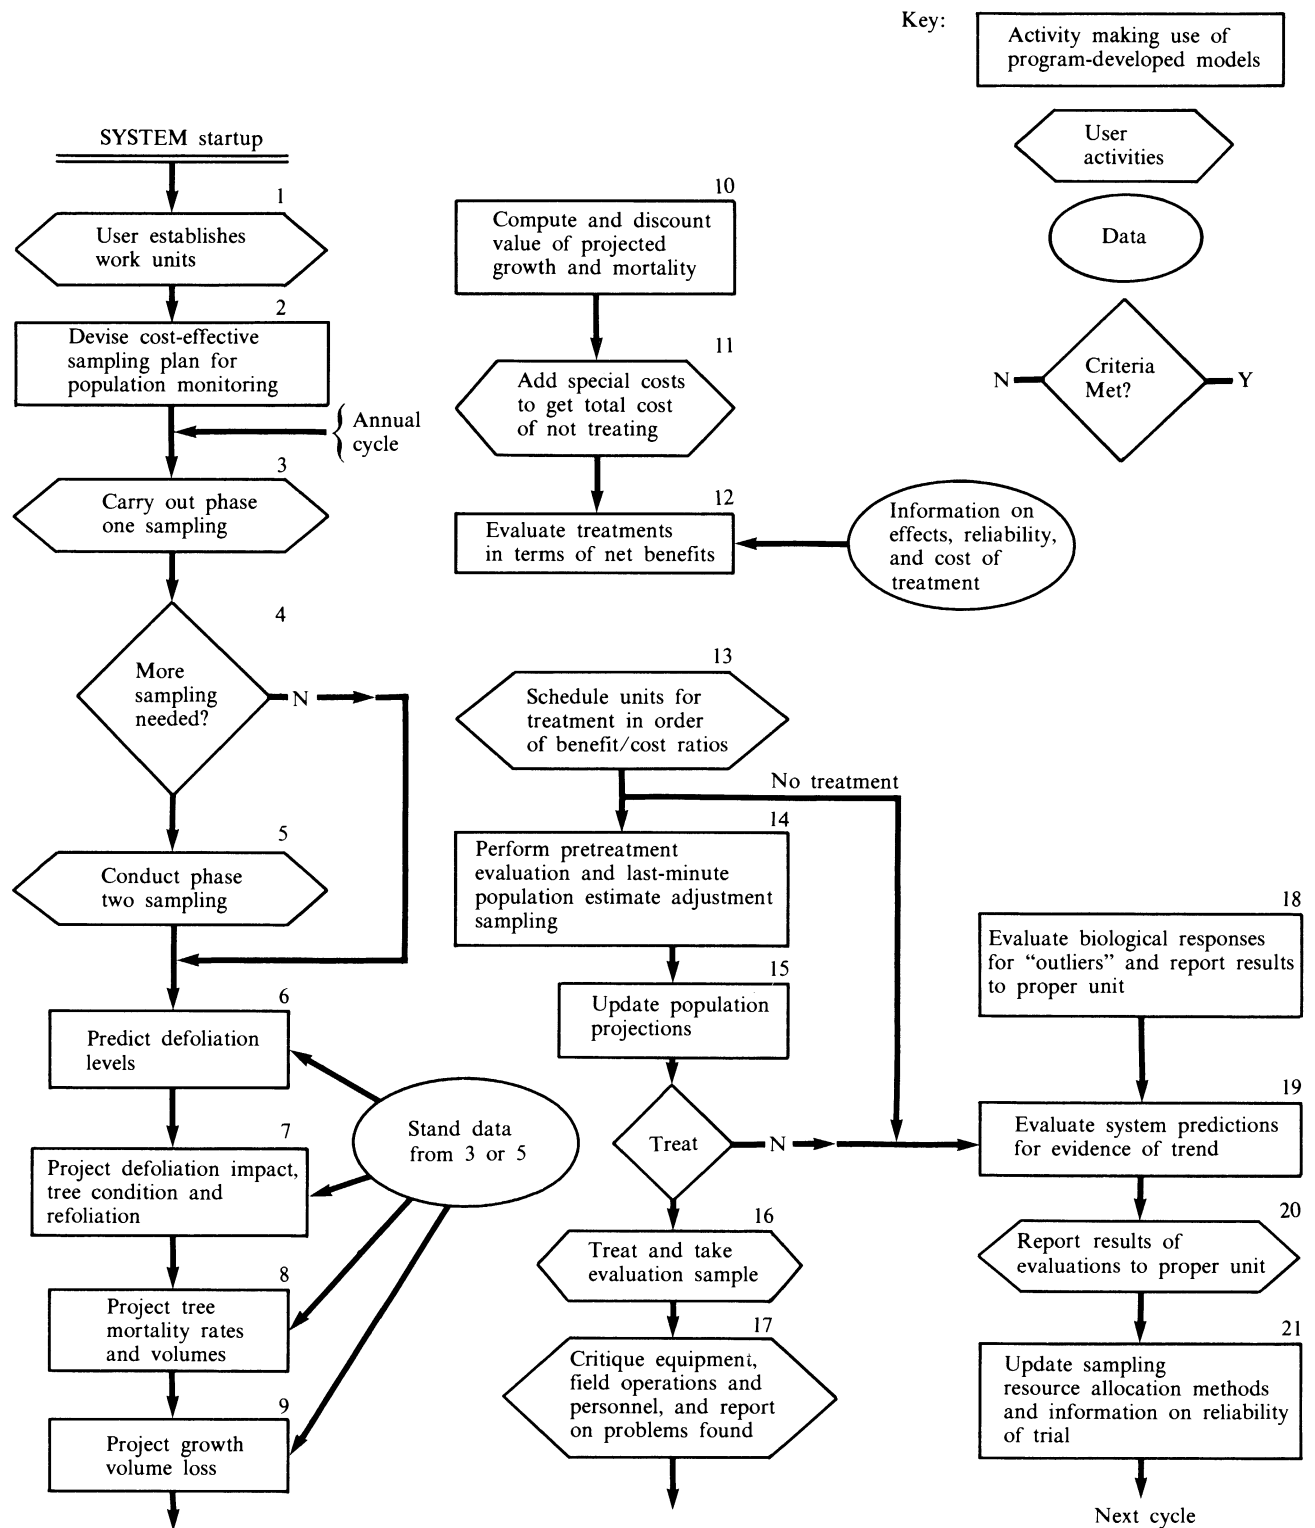 Key:
Activity making use of
program-developed models
User
activities
Data
Criteria
Met?
N
Y
SYSTEM startup
1
User establishes
work units
2
Devise cost-effective
sampling plan for
population monitoring
Annual
cycle
3
Carry out phase
one sampling
4
More
sampling
needed?
N
5
Conduct phase
two sampling
6
Predict defoliation
levels
7
Project defoliation impact,
tree condition and
refoliation
Stand data
from 3 or 5
8
Project tree
mortality rates
and volumes
9
Project growth
volume loss
10
Compute and discount
value of projected
growth and mortality
11
Add special costs
to get total cost
of not treating
12
Evaluate treatments
in terms of net benefits
Information on
effects, reliability,
and cost of
treatment
13
Schedule units for
treatment in order
of benefit/cost ratios
No treatment
14
Perform pretreatment
evaluation and last-minute
population estimate adjustment
sampling
15
Update population
projections
Treat
N
16
Treat and take
evaluation sample
17
Critique equipment,
field operations and
personnel, and report
on problems found
18
Evaluate biological responses
for “outliers” and report results
to proper unit
19
Evaluate system predictions
for evidence of trend
20
Report results of
evaluations to proper unit
21
Update sampling
resource allocation methods
and information on reliability
of trial
Next cycle